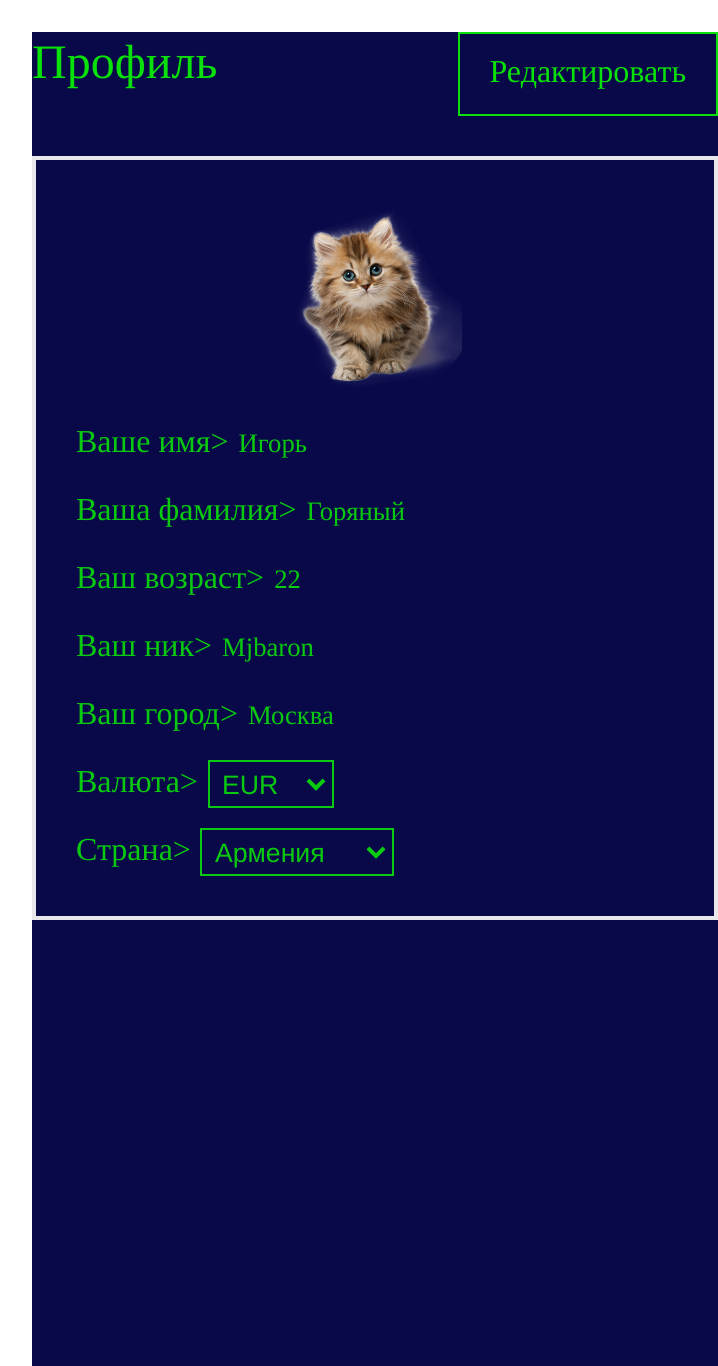 Профиль
Редактировать
Ваше имя> Игорь
Ваша фамилия> Горяный
Ваш возраст> 22
Ваш ник> Mjbaron
Ваш город> Москва
Валюта> EUR
Страна> Армения